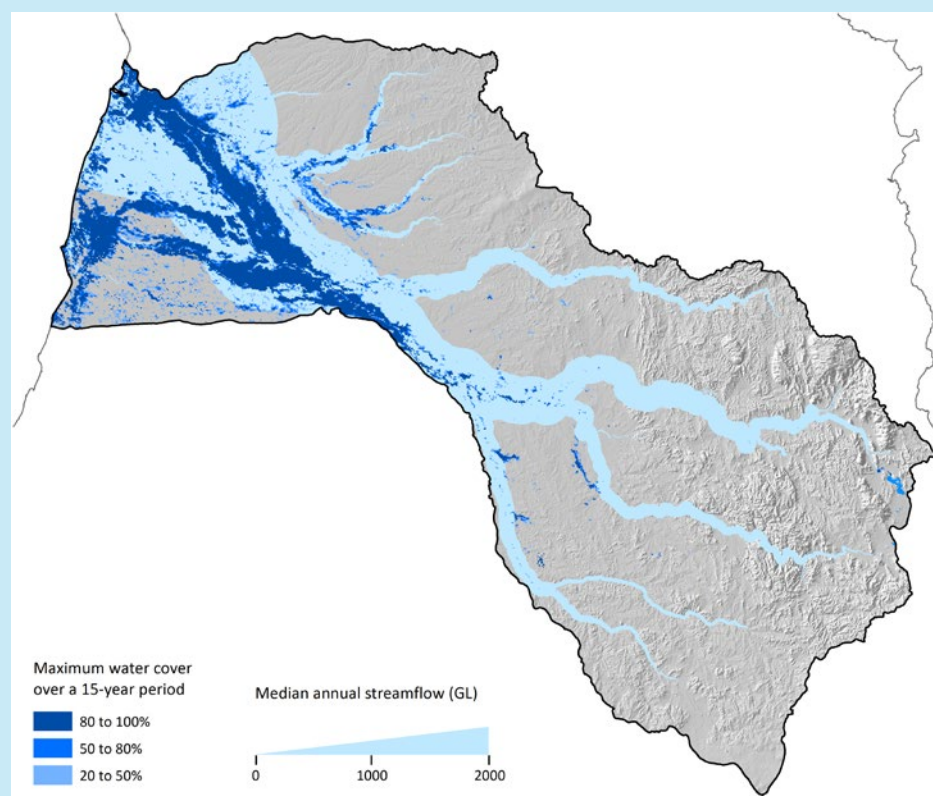 Maximum water cover
over a 15-year period
80 to 100%
50 to 80%
20 to 50%
Median annual streamflow (GL)
0 1000 2000